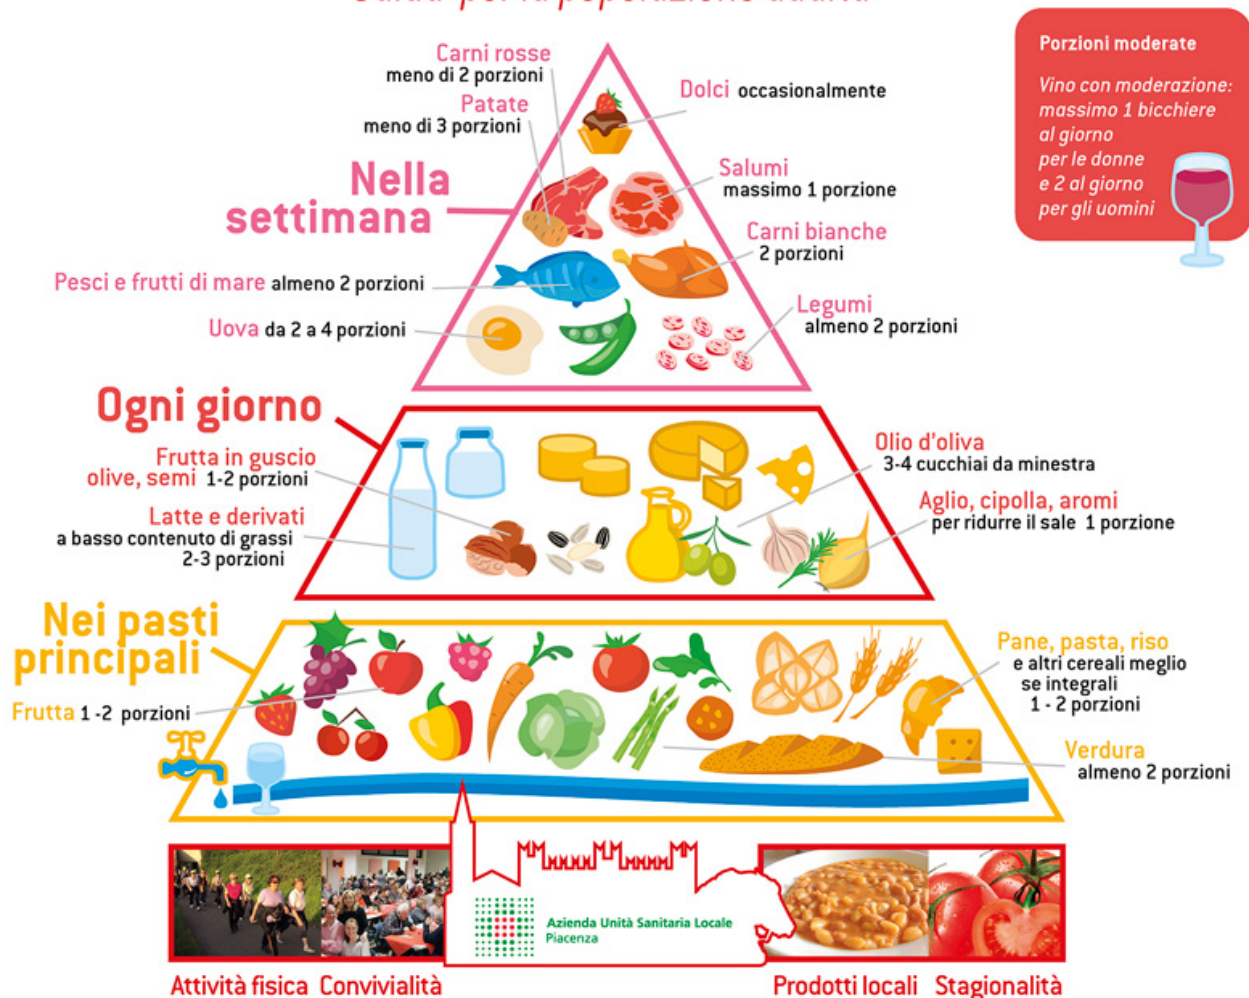 Carni rosse
meno di 2 porzioni
Patate
meno di 3 porzioni
Dolci occasionalmente
Nella
settimana
Salumi
massimo 1 porzione
Carni bianche
2 porzioni
Pesci e frutti di mare almeno 2 porzioni
Uova da 2 a 4 porzioni
Legumi
almeno 2 porzioni
Porzioni moderate
Vino con moderazione:
massimo 1 bicchiere
al giorno
per le donne
e 2 al giorno
per gli uomini
Ogni giorno
Frutta in guscio
olive, semi 1-2 porzioni
Latte e derivati
a basso contenuto di grassi
2-3 porzioni
Olio d'oliva
3-4 cucchiai da minestra
Aglio, cipolla, aromi
per ridurre il sale 1 porzione
Nei pasti
principali
Frutta 1 -2 porzioni
Pane, pasta, riso
e altri cereali meglio
se integrali
1 - 2 porzioni
Verdura
almeno 2 porzioni
Azienda Unità Sanitaria Locale
Piacenza
Attività fisica Convivialità
Prodotti locali Stagionalità